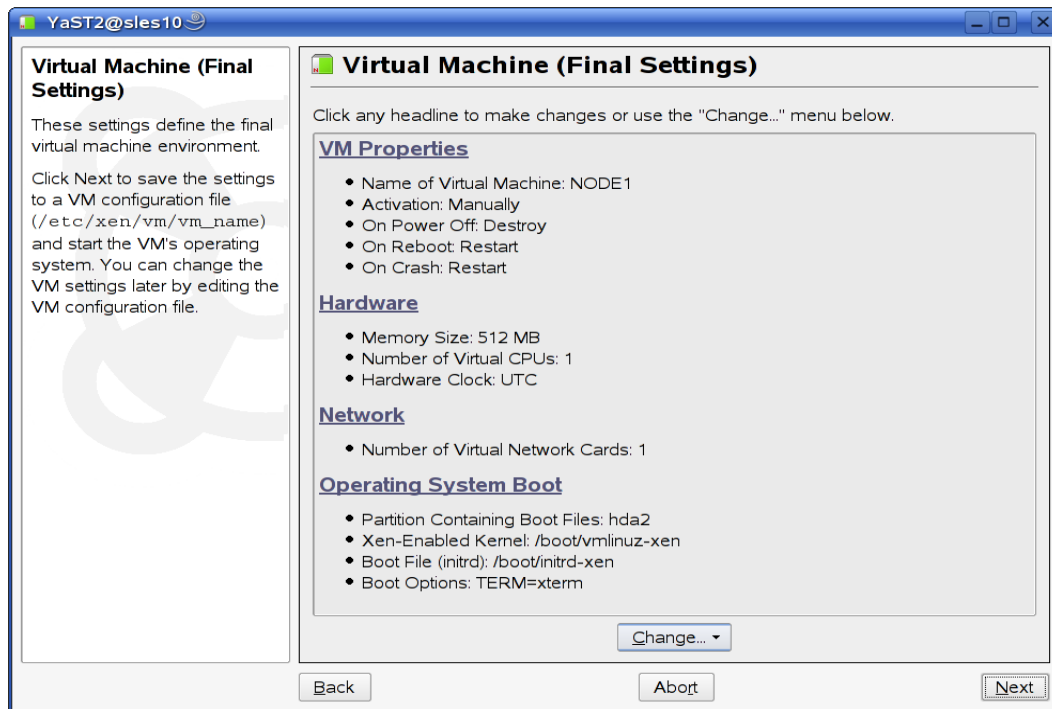 YaST2@sles10
Virtual Machine (Final
Settings)
These settings define the final
virtual machine environment.
Click Next to save the settings
to a VM configuration file
(/etc/xen/vm/vm_name)
and start the VM's operating
system. You can change the
VM settings later by editing the
VM configuration file.
Virtual Machine (Final Settings)
Click any headline to make changes or use the "Change..." menu below.
VM Properties
• Name of Virtual Machine: NODE1
• Activation: Manually
• On Power Off: Destroy
• On Reboot: Restart
• On Crash: Restart
Hardware
• Memory Size: 512 MB
• Number of Virtual CPUs: 1
• Hardware Clock: UTC
Network
• Number of Virtual Network Cards: 1
Operating System Boot
• Partition Containing Boot Files: hda2
• Xen-Enabled Kernel: /boot/vmlinuz-xen
• Boot File (initrd): /boot/initrd-xen
• Boot Options: TERM=xterm
Change...
Back
Abort
Next